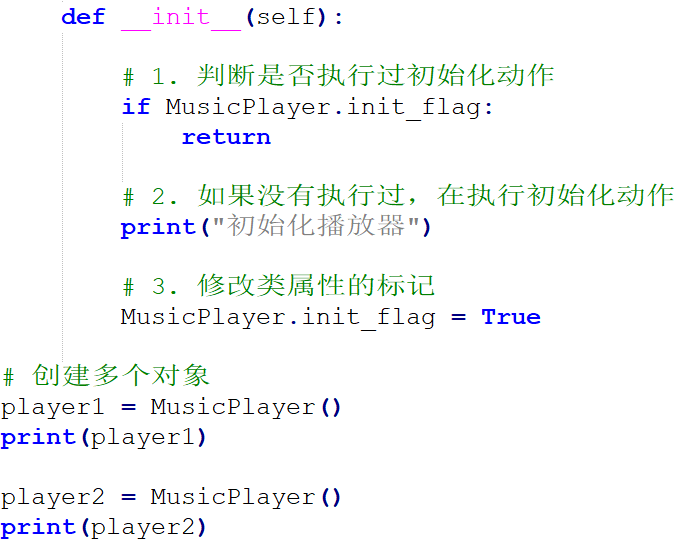 def __init__(self):
# 1. 判断是否执行过初始化动作
if MusicPlayer.init_flag:
return
# 2. 如果没有执行过，在执行初始化动作
print("初始化播放器")
# 3. 修改类属性的标记
MusicPlayer.init_flag = True
# 创建多个对象
player1 = MusicPlayer()
print(player1)
player2 = MusicPlayer()
print(player2)